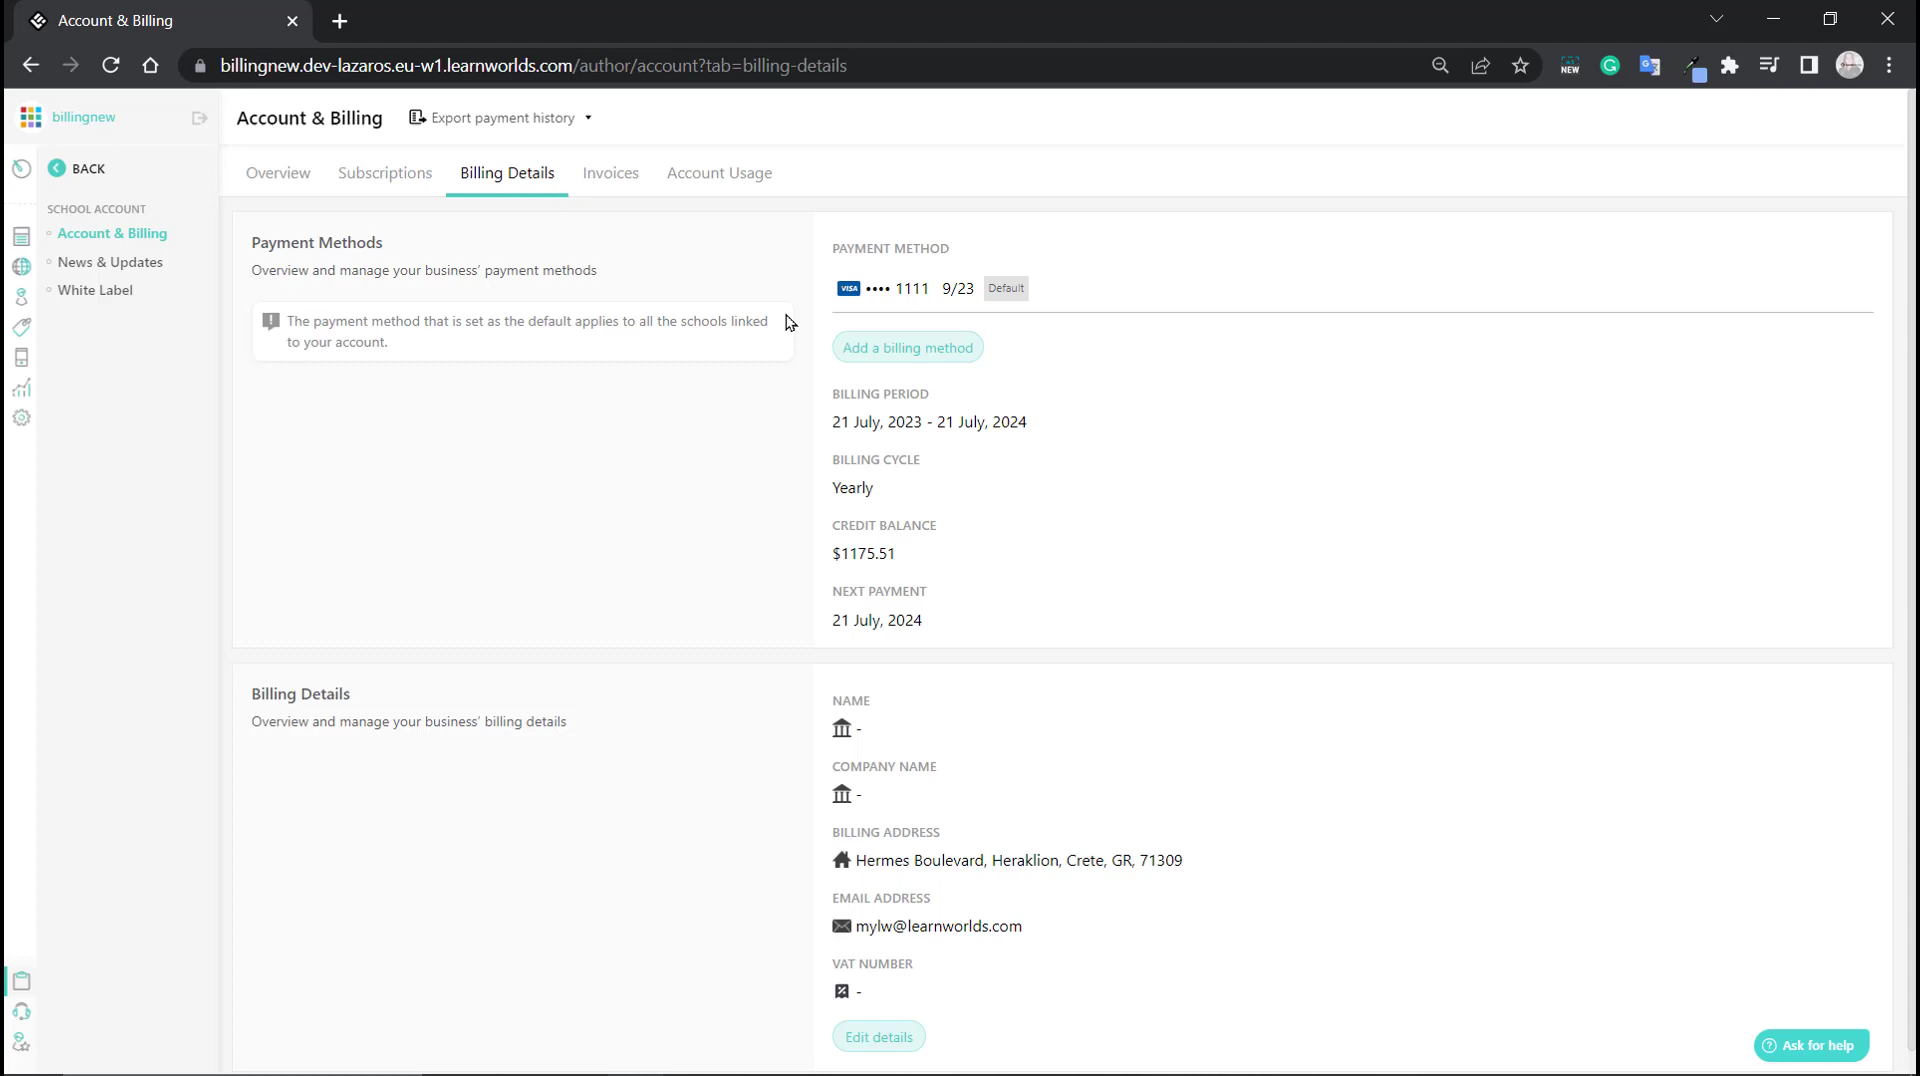 Account & Billing
billingnew.dev-lazaros.eu-w1.learnworlds.com/author/account?tab=billing-details
NEW
billingnew
Account & Billing
Export payment history
BACK
Overview
Subscriptions
Billing Details
Invoices
Account Usage
SCHOOL ACCOUNT
Account & Billing
News & Updates
White Label
Payment Methods
Overview and manage your business' payment methods
The payment method that is set as the default applies to all the schools linked
to your account.
PAYMENT METHOD
VISA •••• 1111 9/23 Default
Add a billing method
BILLING PERIOD
21 July, 2023 - 21 July, 2024
BILLING CYCLE
Yearly
CREDIT BALANCE
$1175.51
NEXT PAYMENT
21 July, 2024
Billing Details
Overview and manage your business' billing details
NAME
-
COMPANY NAME
-
BILLING ADDRESS
Hermes Boulevard, Heraklion, Crete, GR, 71309
EMAIL ADDRESS
mylw@learnworlds.com
VAT NUMBER
-
Edit details
Ask for help